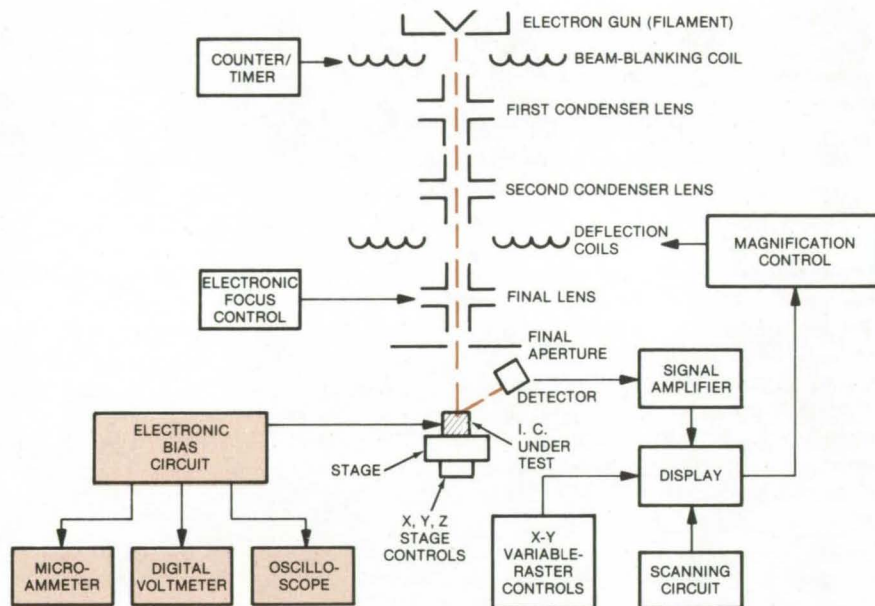 ELECTRON GUN (FILAMENT)
COUNTER/
TIMER
BEAM-BLANKING COIL
FIRST CONDENSER LENS
SECOND CONDENSER LENS
DEFLECTION
COILS
MAGNIFICATION
CONTROL
ELECTRONIC
FOCUS
CONTROL
FINAL LENS
FINAL
APERTURE
DETECTOR
SIGNAL
AMPLIFIER
ELECTRONIC
BIAS
CIRCUIT
I. C.
UNDER
TEST
STAGE
DISPLAY
X, Y, Z
STAGE
CONTROLS
X-Y
VARIABLE-
RASTER
CONTROLS
SCANNING
CIRCUIT
MICRO-
AMMETER
DIGITAL
VOLTMETER
OSCILLO-
SCOPE